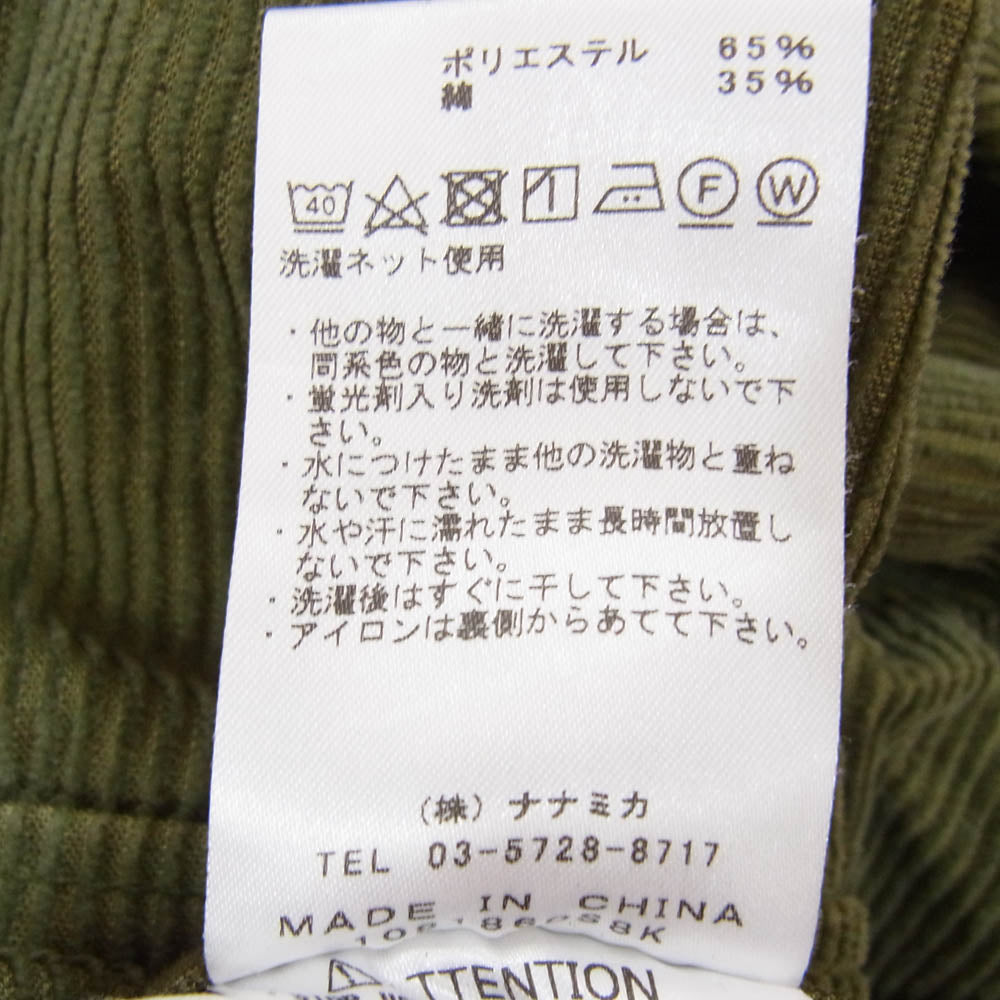 ポリエステル 65%
綿 35%
40 F W
洗濯ネット使用
・他の物と一緒に洗濯する場合は、
同系色の物と洗濯して下さい。
・蛍光剤入り洗剤は使用しないで下
さい。
・水につけたまま他の洗濯物と重ね
ないで下さい。
・水や汗に濡れたまま長時間放置し
ないで下さい。
・洗濯後はすぐに干して下さい。
・アイロンは裏側からあてて下さい。
(株) ナナミカ
TEL 03-5728-8717
MADE IN CHINA
TTENTION